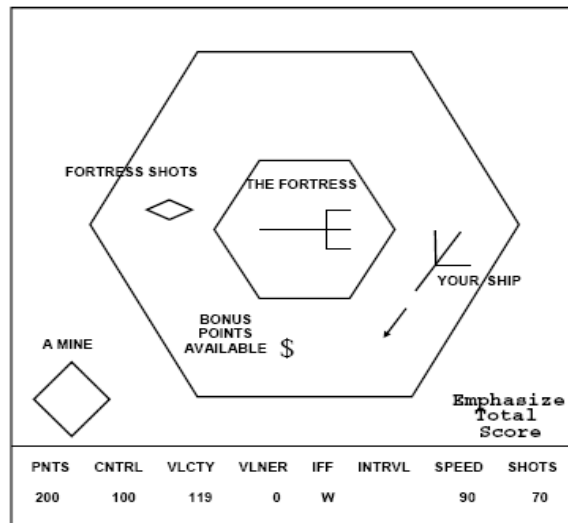 FORTRESS SHOTS
THE FORTRESS
YOUR SHIP
BONUS
POINTS
AVAILABLE $
A MINE
Emphasize
Total
Score
PNTS CNTRL VLCTY VLNER IFF INTRVL SPEED SHOTS
200 100 119 0 W 90 70